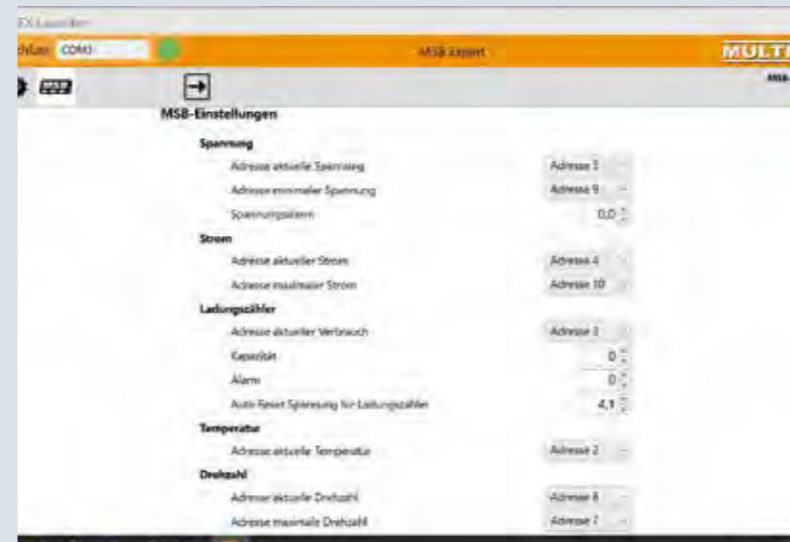 COM3
MSB Expert
MULTI
MSB-Einstellungen
Spannung
Adresse aktuelle Spannung
Adresse minimaler Spannung Adresse 9
Spannungsalarm 0,0
Strom
Adresse aktueller Strom Adresse 4
Adresse maximaler Strom Adresse 10
Ladungszähler
Adresse aktueller Verbrauch Adresse 3
Kapazität 0
Alarm 0
Auto Reset Spannung für Ladungszähler 4,1
Temperatur
Adresse aktuelle Temperatur Adresse 2
Drehzahl
Adresse aktuelle Drehzahl Adresse 8
Adresse maximale Drehzahl Adresse 7